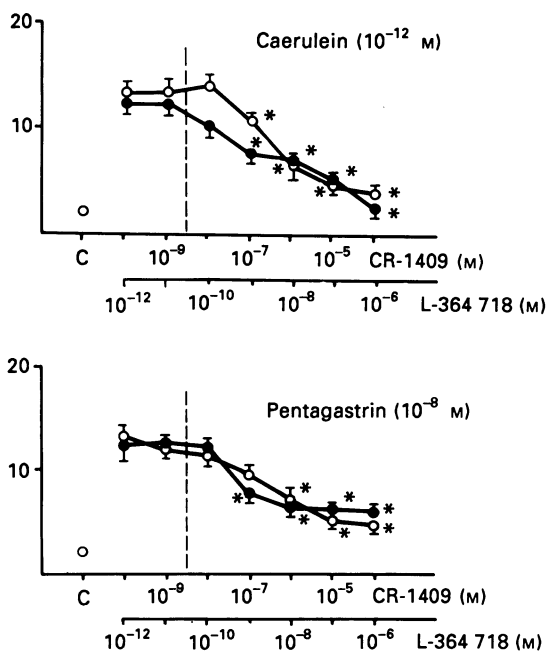 20
Caerulein (10⁻¹² M)
10
* * * * * * * *
C 10⁻⁹ 10⁻⁷ 10⁻⁵ CR-1409 (M)
10⁻¹² 10⁻¹⁰ 10⁻⁸ 10⁻⁶ L-364 718 (M)
20
Pentagastrin (10⁻⁸ M)
10
* * * * * * *
C 10⁻⁹ 10⁻⁷ 10⁻⁵ CR-1409 (M)
10⁻¹² 10⁻¹⁰ 10⁻⁸ 10⁻⁶ L-364 718 (M)